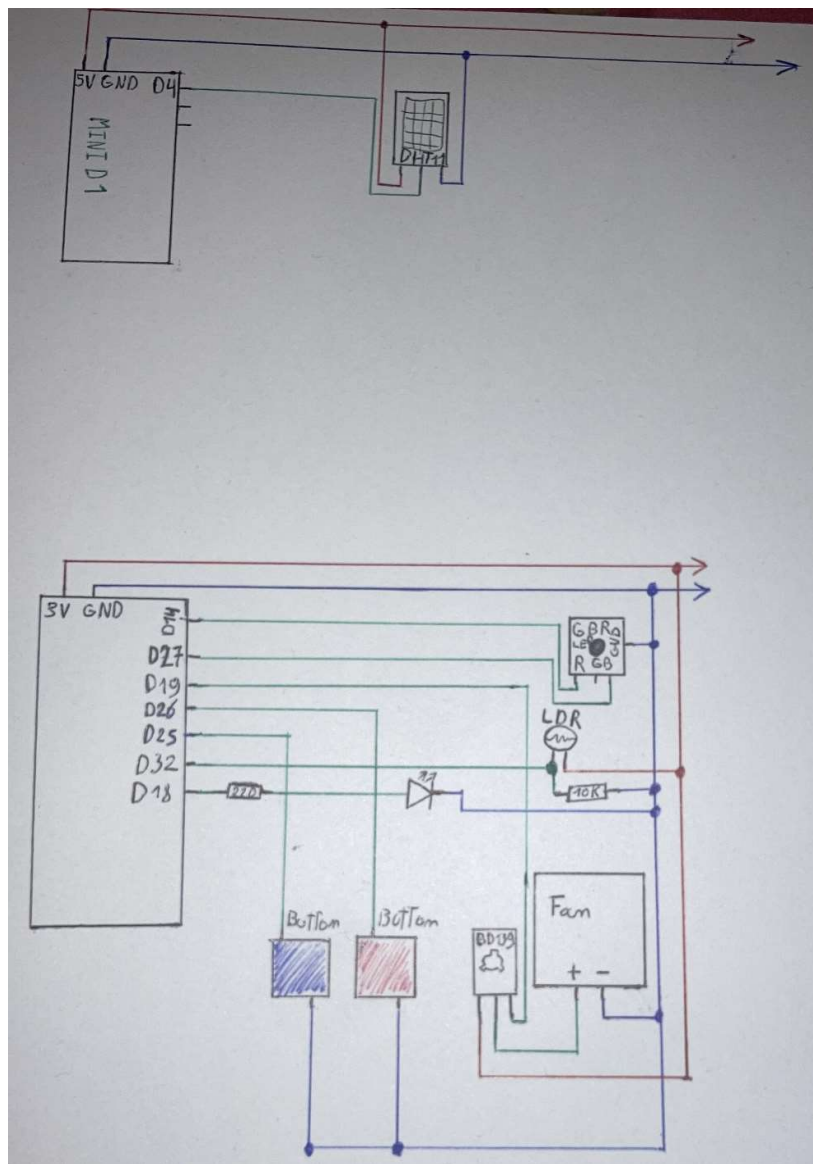 5V GND D4
MINI D1
DHT11
3V GND
D14
D27
D19
D26
D25
D32
D18
220
G B R
GND
R GB
LDR
10K
Button
Button
BD139
Fan
+ -